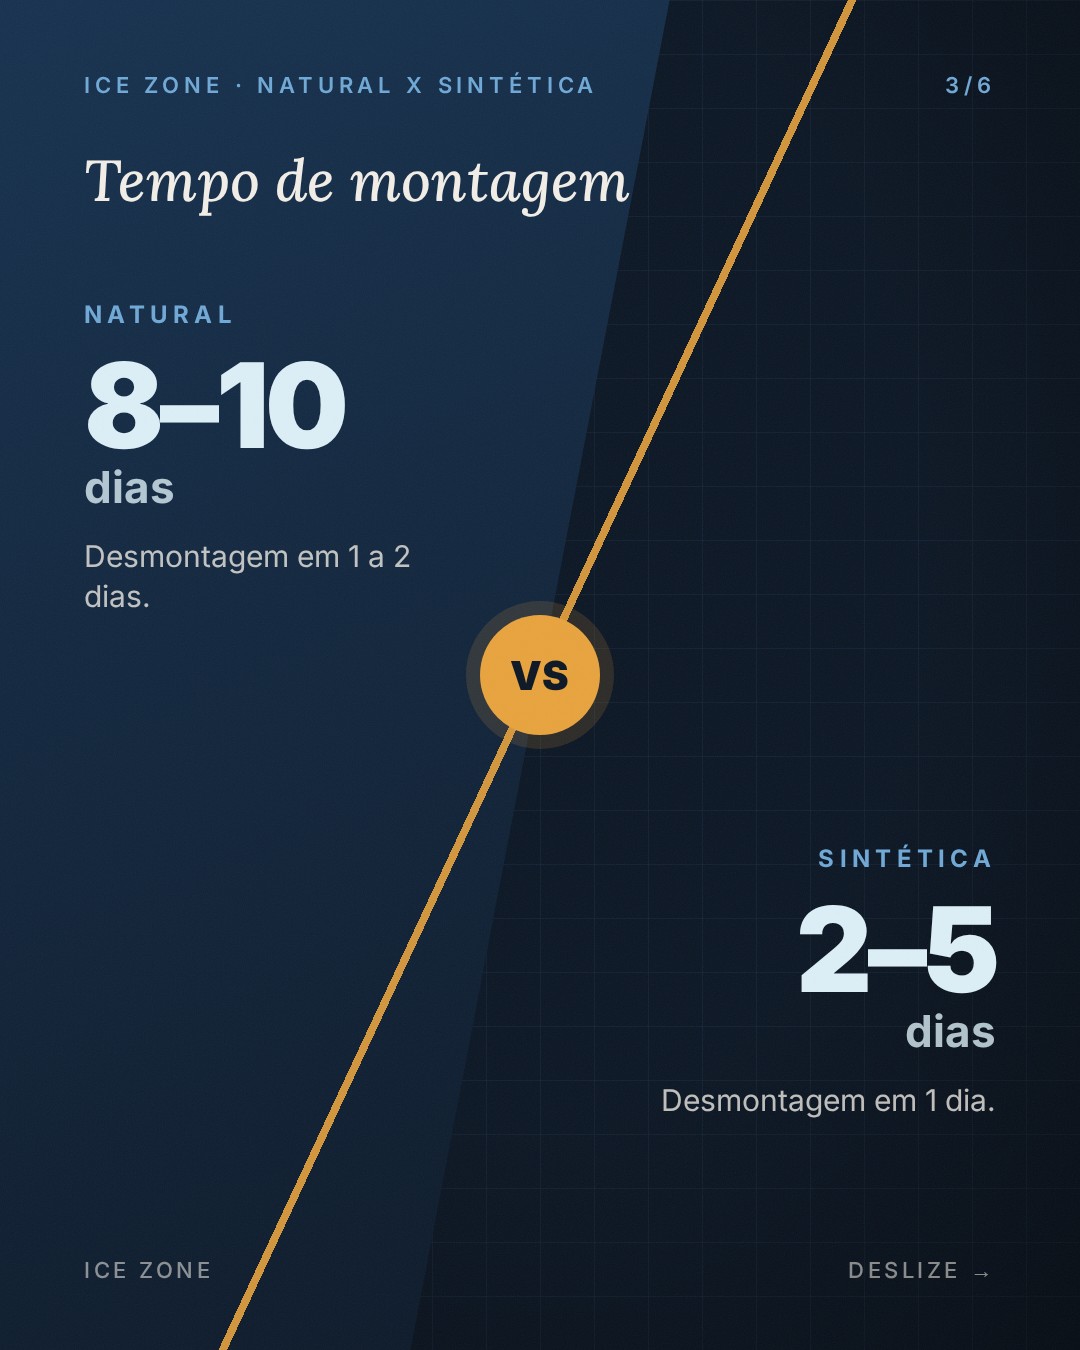 ICE ZONE · NATURAL X SINTÉTICA
3/6
Tempo de montagem
NATURAL
8–10
dias
Desmontagem em 1 a 2
dias.
VS
SINTÉTICA
2–5
dias
Desmontagem em 1 dia.
ICE ZONE
DESLIZE →